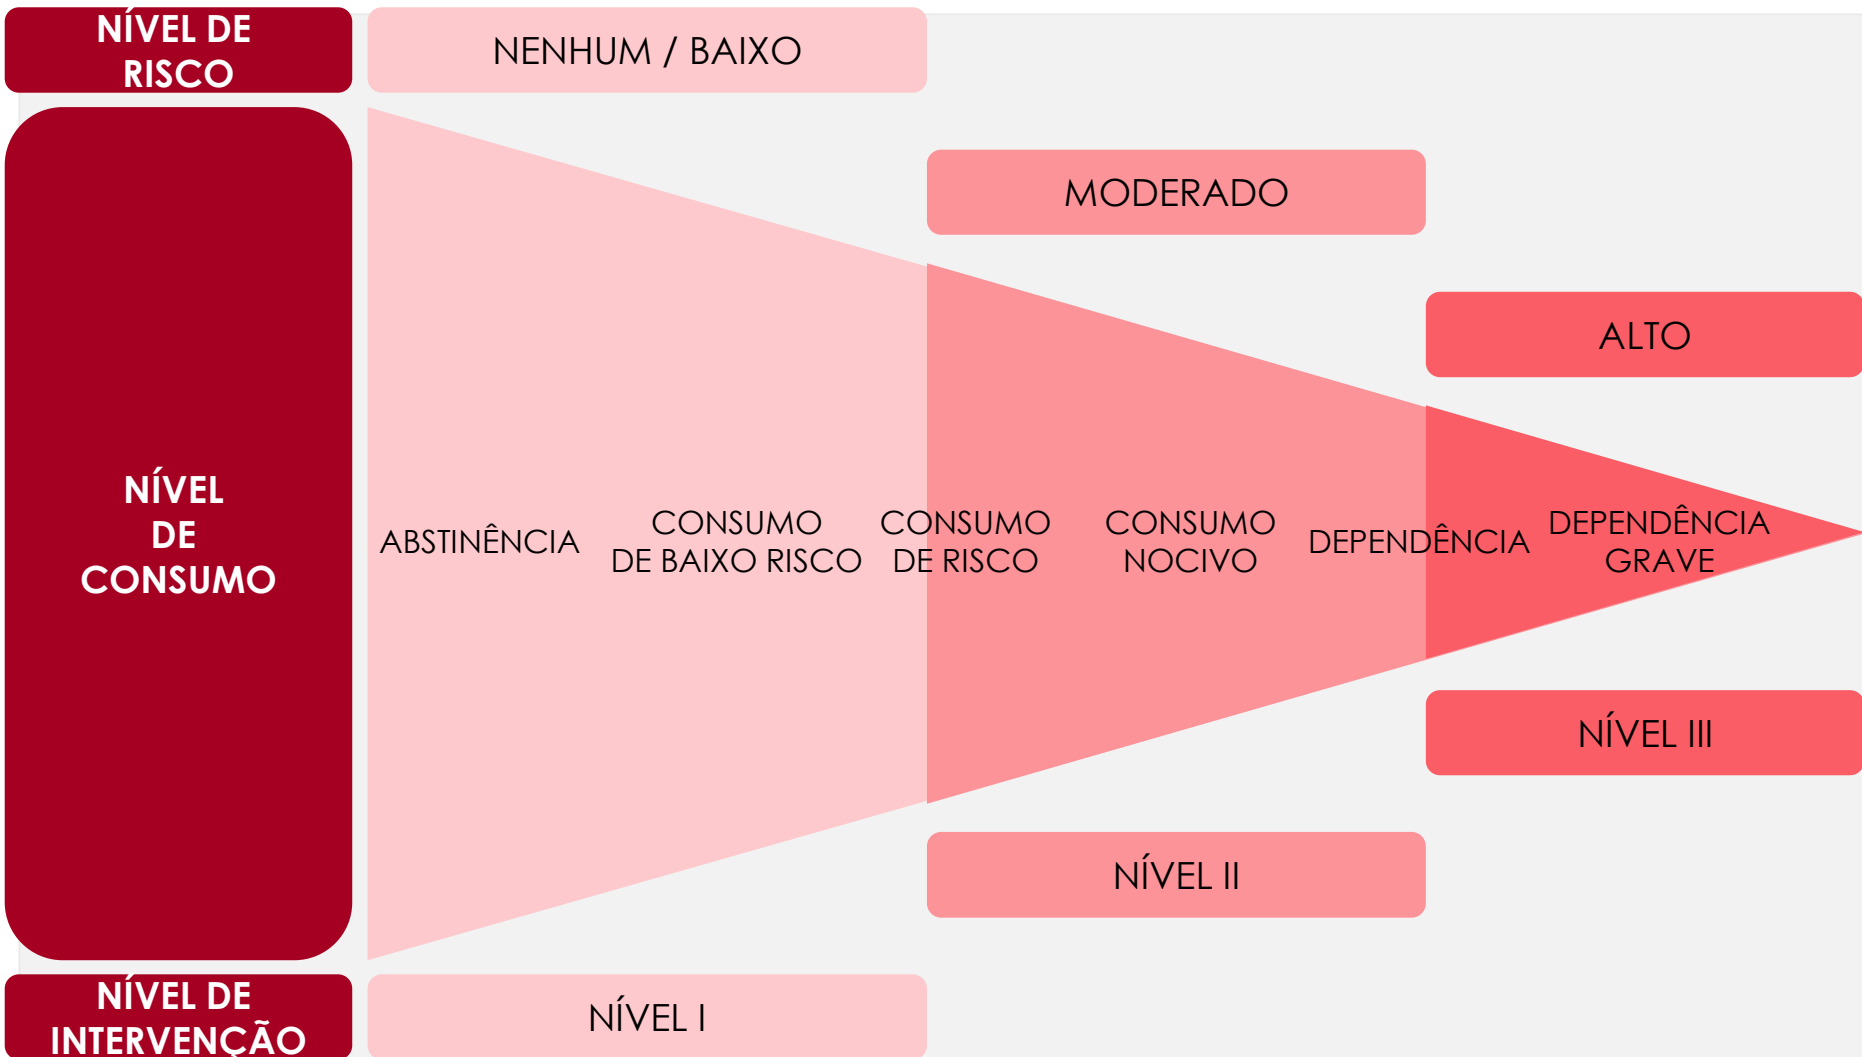 NÍVEL DE
RISCO
NENHUM / BAIXO
MODERADO
ALTO
NÍVEL
DE
CONSUMO
ABSTINÊNCIA
CONSUMO
DE BAIXO RISCO
CONSUMO
DE RISCO
CONSUMO
NOCIVO
DEPENDÊNCIA
DEPENDÊNCIA
GRAVE
NÍVEL III
NÍVEL II
NÍVEL DE
INTERVENÇÃO
NÍVEL I